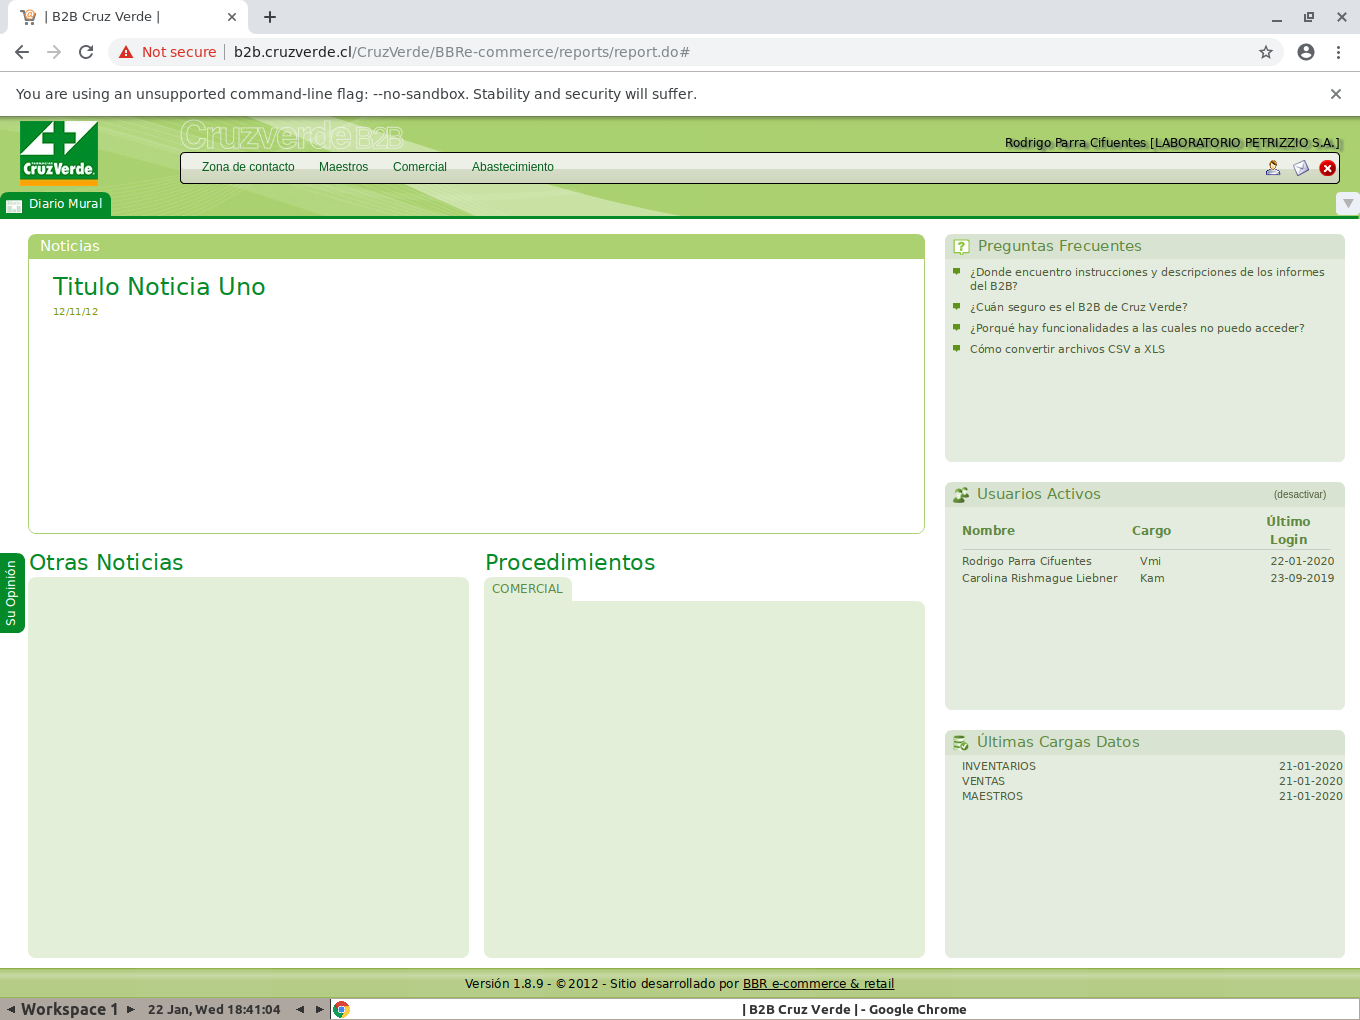 | B2B Cruz Verde |
Not secure
b2b.cruzverde.cl/CruzVerde/BBRe-commerce/reports/report.do#
You are using an unsupported command-line flag: --no-sandbox. Stability and security will suffer.
Cruzverde B2B
FARMACIAS
CruzVerde.
Rodrigo Parra Cifuentes [LABORATORIO PETRIZZIO S.A.]
Zona de contacto Maestros Comercial Abastecimiento
Diario Mural
Noticias
Titulo Noticia Uno
12/11/12
Preguntas Frecuentes
¿Donde encuentro instrucciones y descripciones de los informes
del B2B?
¿Cuán seguro es el B2B de Cruz Verde?
¿Porqué hay funcionalidades a las cuales no puedo acceder?
Cómo convertir archivos CSV a XLS
Usuarios Activos (desactivar)
Nombre Cargo Último
Login
Rodrigo Parra Cifuentes Vmi 22-01-2020
Carolina Rishmague Liebner Kam 23-09-2019
Su Opinión
Otras Noticias
Procedimientos
COMERCIAL
Últimas Cargas Datos
INVENTARIOS 21-01-2020
VENTAS 21-01-2020
MAESTROS 21-01-2020
Versión 1.8.9 - ©2012 - Sitio desarrollado por BBR e-commerce & retail
Workspace 1 22 Jan, Wed 18:41:04 | B2B Cruz Verde | - Google Chrome